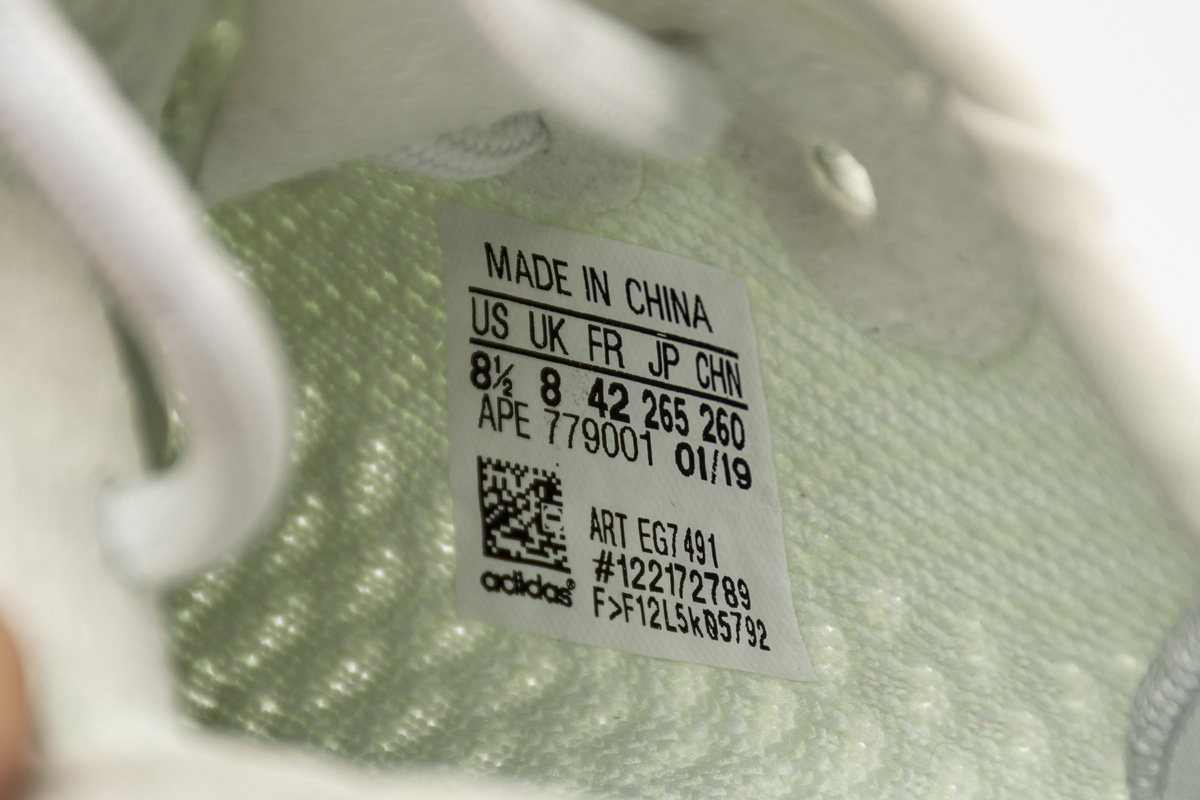 MADE IN CHINA
US UK FR JP CHN
8½ 8 42 265 260
APE 779001 01/19
ART EG7491
#122172789
adidas®
F>F12L5kQ5792